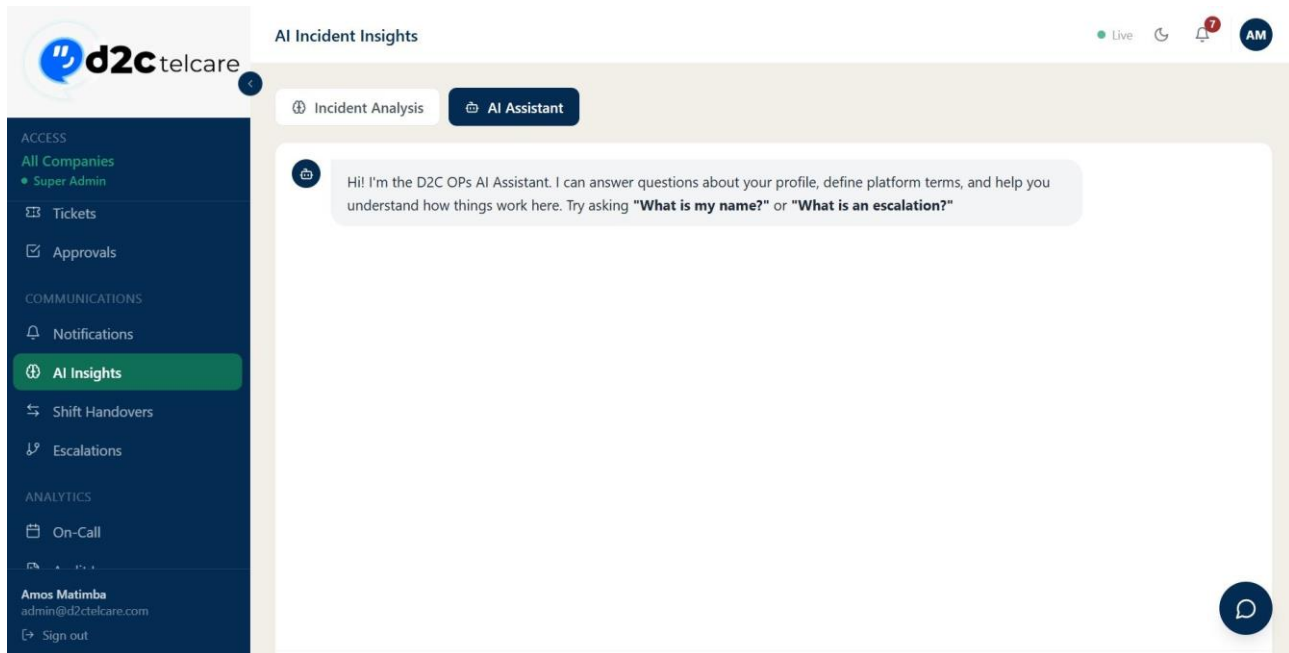 d2c telcare
AI Incident Insights
Live
7
AM
Incident Analysis
AI Assistant
ACCESS
All Companies
Super Admin
Tickets
Approvals
COMMUNICATIONS
Notifications
AI Insights
Shift Handovers
Escalations
ANALYTICS
On-Call
Amos Matimba
admin@d2ctelcare.com
Sign out
Hi! I'm the D2C OPs AI Assistant. I can answer questions about your profile, define platform terms, and help you
understand how things work here. Try asking "What is my name?" or "What is an escalation?"